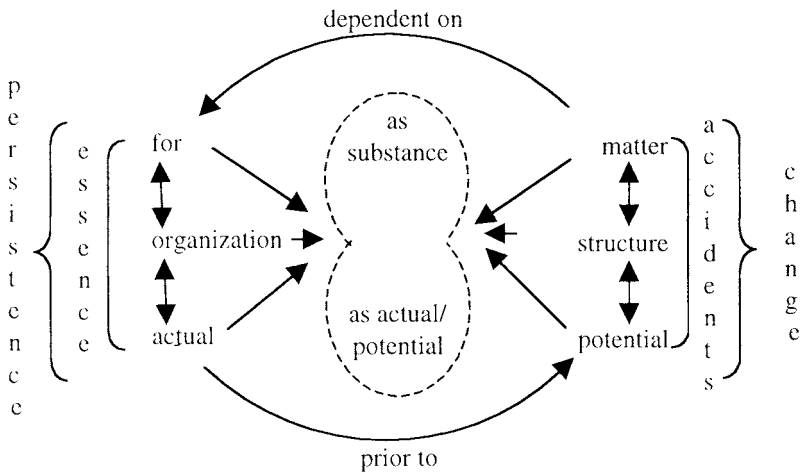 dependent on
persistence
essence
for
organization
actual
as
substance
as actual/
potential
matter
structure
potential
accidents
change
prior to